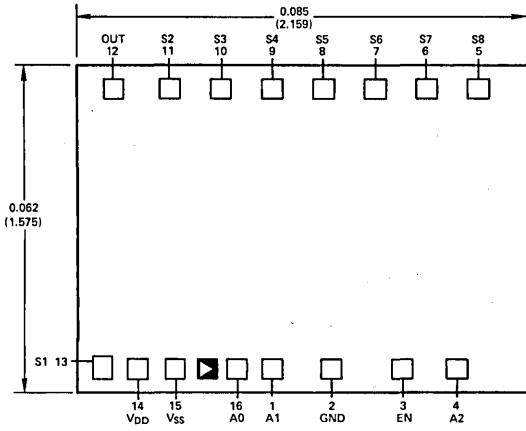 0.085
(2.159)
OUT S2 S3 S4 S5 S6 S7 S8
12 11 10 9 8 7 6 5
0.062
(1.575)
S1 13
14 15 16 1 2 3 4
VDD VSS A0 A1 GND EN A2